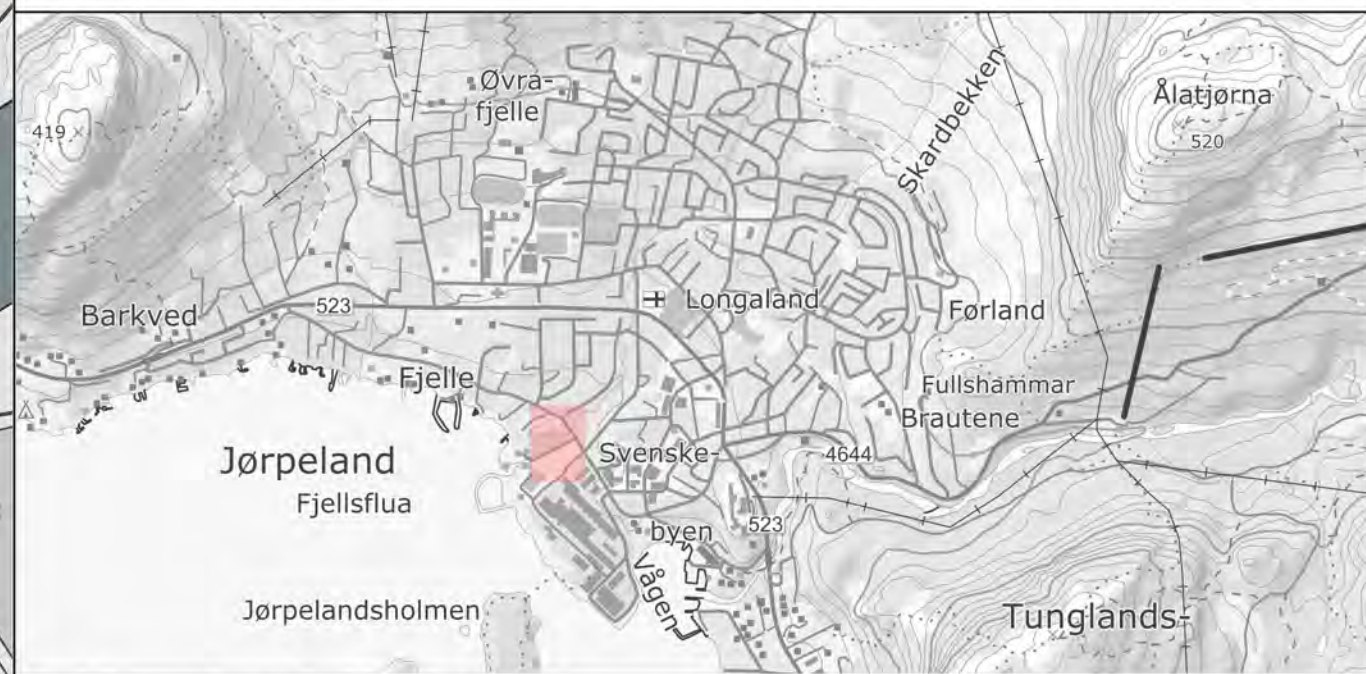 Øvra-
fjelle
Skardbekken
Ålatjørna
520
419
Barkved
523
Longaland
Førland
Fjelle
Fullshammar
Brautene
Jørpeland
Fjellsflua
Svenske-
byen
4644
523
Vågen
Jørpelandsholmen
Tunglands-